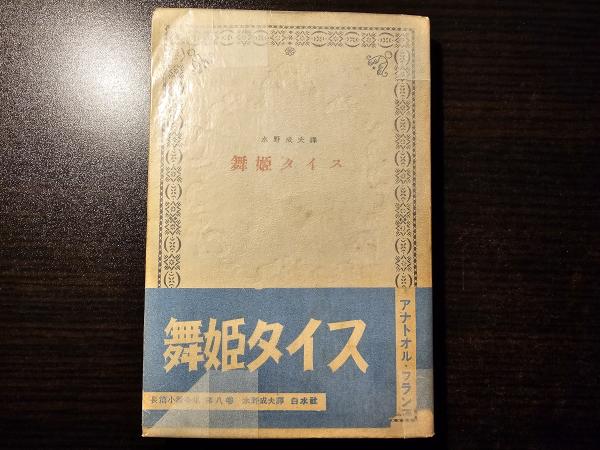 水野成夫譯
舞姫タイス
舞姫タイス
アナトオル・フランス
長篇小説全集 第八卷 水野成夫譯 白水社